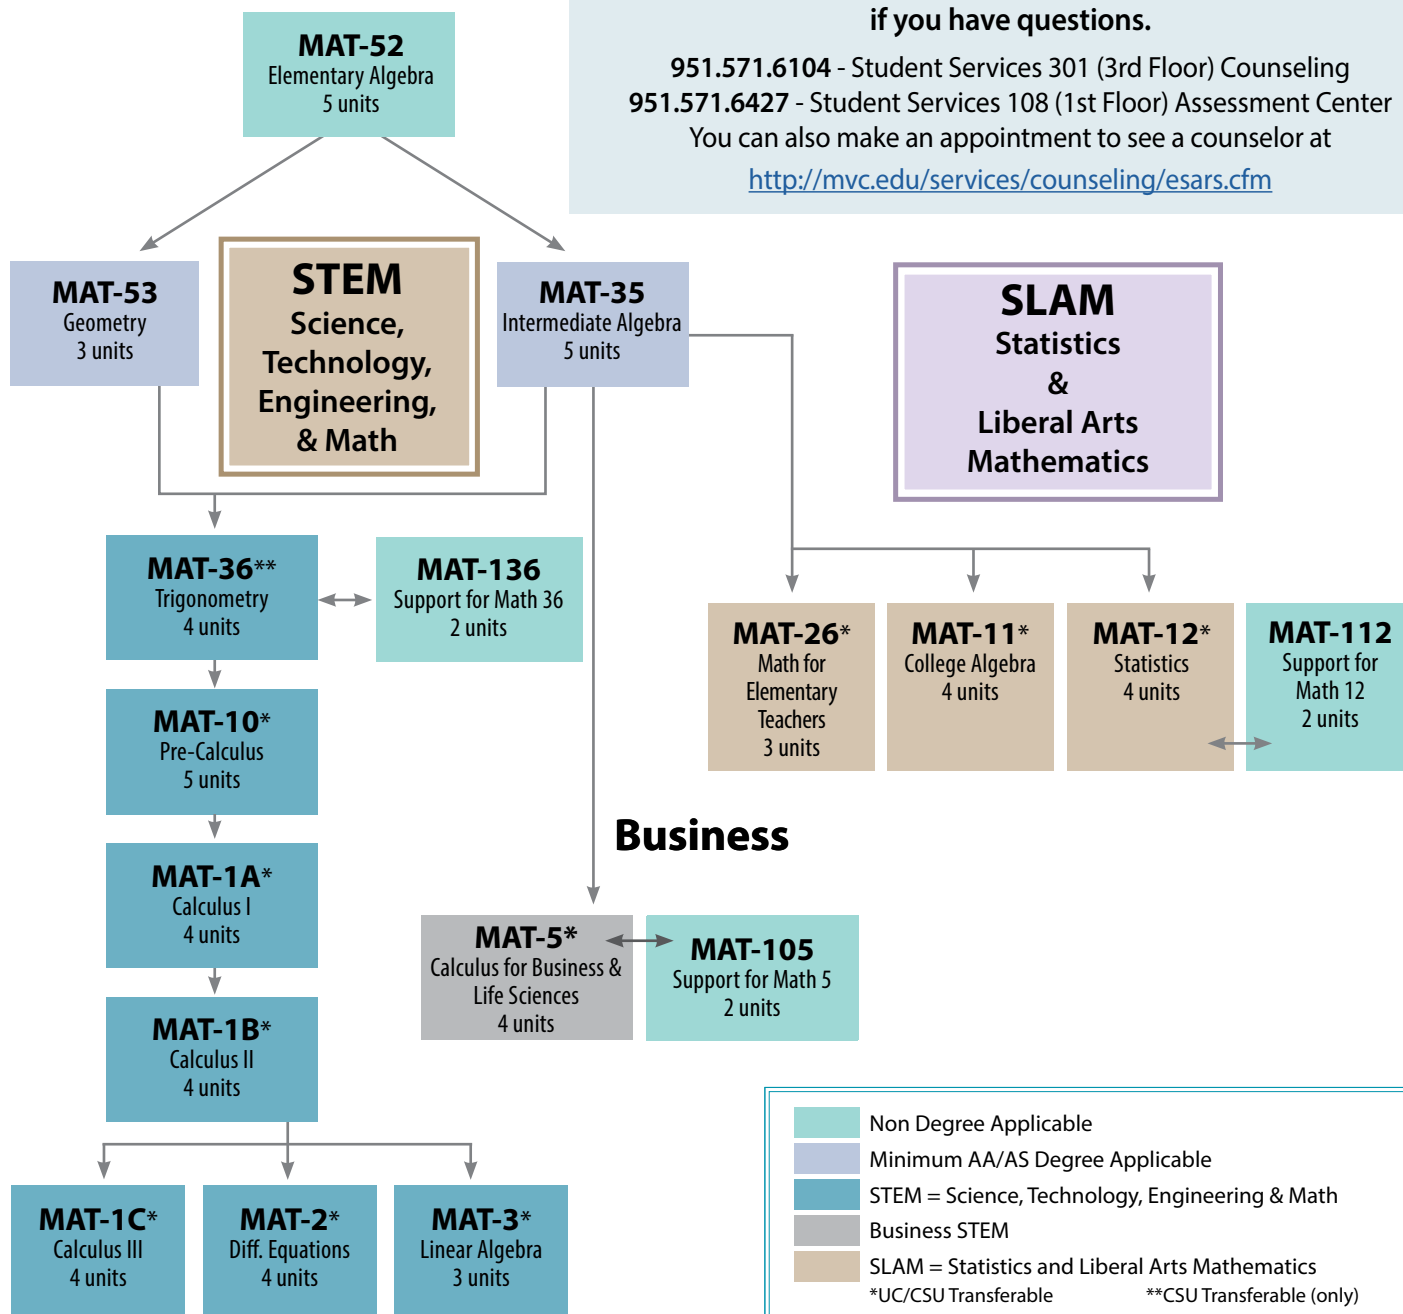 if you have questions.
951.571.6104 - Student Services 301 (3rd Floor) Counseling
951.571.6427 - Student Services 108 (1st Floor) Assessment Center
You can also make an appointment to see a counselor at
http://mvc.edu/services/counseling/esars.cfm
MAT-52
Elementary Algebra
5 units
MAT-53
Geometry
3 units
STEM
Science,
Technology,
Engineering,
& Math
MAT-35
Intermediate Algebra
5 units
SLAM
Statistics
&
Liberal Arts
Mathematics
MAT-36**
Trigonometry
4 units
MAT-136
Support for Math 36
2 units
MAT-26*
Math for
Elementary
Teachers
3 units
MAT-11*
College Algebra
4 units
MAT-12*
Statistics
4 units
MAT-112
Support for
Math 12
2 units
MAT-10*
Pre-Calculus
5 units
Business
MAT-1A*
Calculus I
4 units
MAT-5*
Calculus for Business &
Life Sciences
4 units
MAT-105
Support for Math 5
2 units
MAT-1B*
Calculus II
4 units
MAT-1C*
Calculus III
4 units
MAT-2*
Diff. Equations
4 units
MAT-3*
Linear Algebra
3 units
Non Degree Applicable
Minimum AA/AS Degree Applicable
STEM = Science, Technology, Engineering & Math
Business STEM
SLAM = Statistics and Liberal Arts Mathematics
*UC/CSU Transferable **CSU Transferable (only)